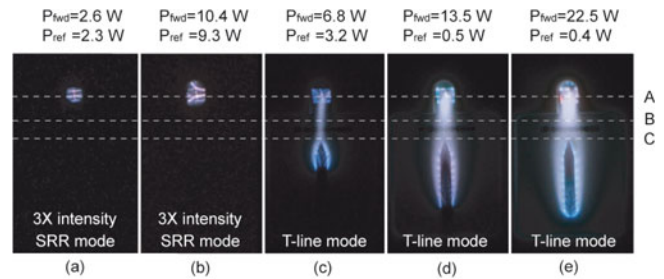 Pfwd=2.6 W Pfwd=10.4 W Pfwd=6.8 W Pfwd=13.5 W Pfwd=22.5 W
Pref =2.3 W Pref =9.3 W Pref =3.2 W Pref =0.5 W Pref =0.4 W
A
B
C
3X intensity 3X intensity
SRR mode SRR mode T-line mode T-line mode T-line mode
(a) (b) (c) (d) (e)